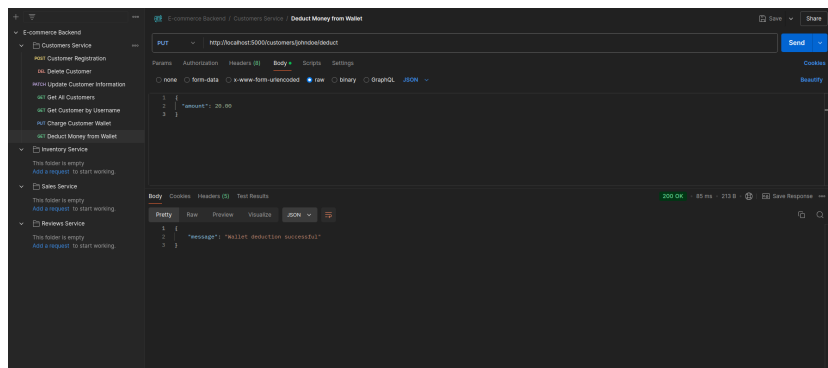 E-commerce Backend / Customers Service / Deduct Money from Wallet
Save
Share
E-commerce Backend
Customers Service
POST Customer Registration
DEL Delete Customer
PATCH Update Customer Information
GET Get All Customers
GET Get Customer by Username
PUT Charge Customer Wallet
GET Deduct Money from Wallet
Inventory Service
This folder is empty
Add a request to start working.
Sales Service
This folder is empty
Add a request to start working.
Reviews Service
This folder is empty
Add a request to start working.
PUT http://localhost:5000/customers/johndoe/deduct
Send
Params Authorization Headers (8) Body Scripts Settings
Cookies
none form-data x-www-form-urlencoded raw binary GraphQL JSON
Beautify
1 {
2 "amount": 20.00
3 }
Body Cookies Headers (5) Test Results
200 OK 85 ms 213 B Save Response
Pretty Raw Preview Visualize JSON
1 {
2 "message": "Wallet deduction successful"
3 }